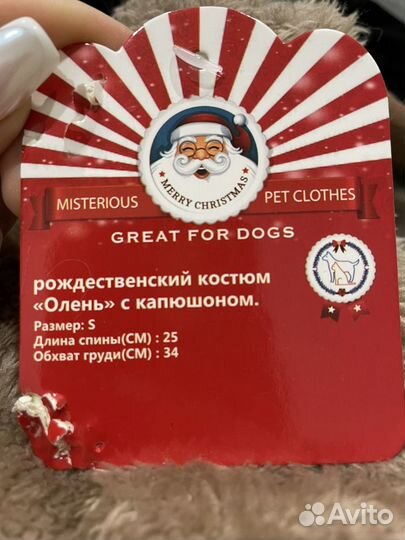 MERRY CHRISTMAS
MISTERIOUS PET CLOTHES
GREAT FOR DOGS
рождественский костюм
«Олень» с капюшоном.
Размер: S
Длина спины(СМ) : 25
Обхват груди(СМ) : 34
Avito